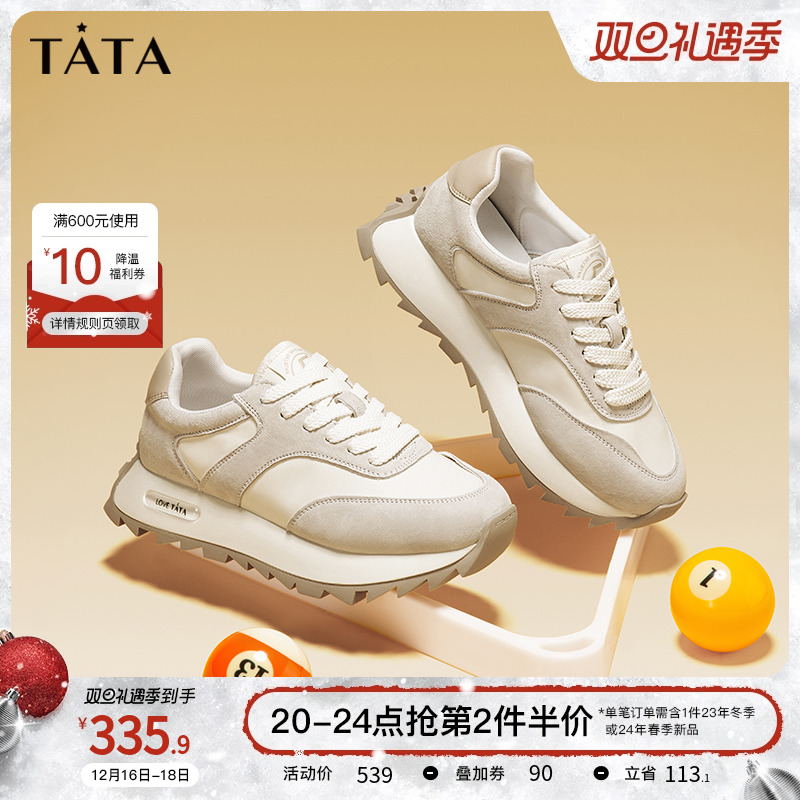 TATA
双旦礼遇季
满600元使用
¥10 降温
福利券
详情规则页领取
LOVE TATA
1
13
双旦礼遇季到手
¥335.9
12月16日-18日
20-24点抢第2件半价
*单笔订单需含1件23年冬季
或24年春季新品
活动价 539 - 叠加券 90 - 立省 113.1